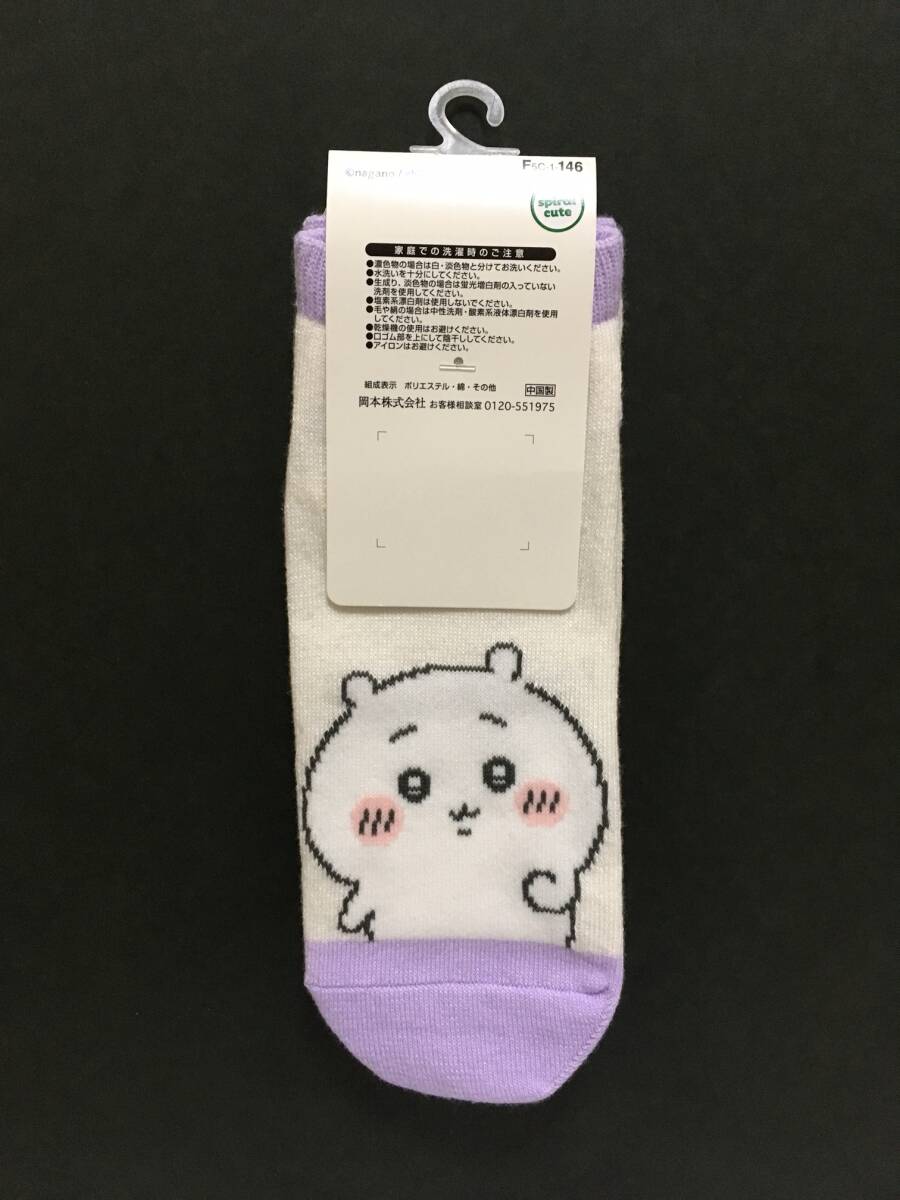 ©nagano /
F5C-1-146
spiral
cute
家庭での洗濯時のご注意
●濃色物の場合は白・淡色物と分けてお洗いください。
●水洗いを十分にしてください。
●生成り、淡色物の場合は蛍光増白剤の入っていない
洗剤を使用してください。
●塩素系漂白剤は使用しないでください。
●毛や絹の場合は中性洗剤・酸素系液体漂白剤を使用
してください。
●乾燥機の使用はお避けください。
●口ゴム部を上にして陰干ししてください。
●アイロンはお避けください。
組成表示 ポリエステル・綿・その他 中国製
岡本株式会社 お客様相談室 0120-551975